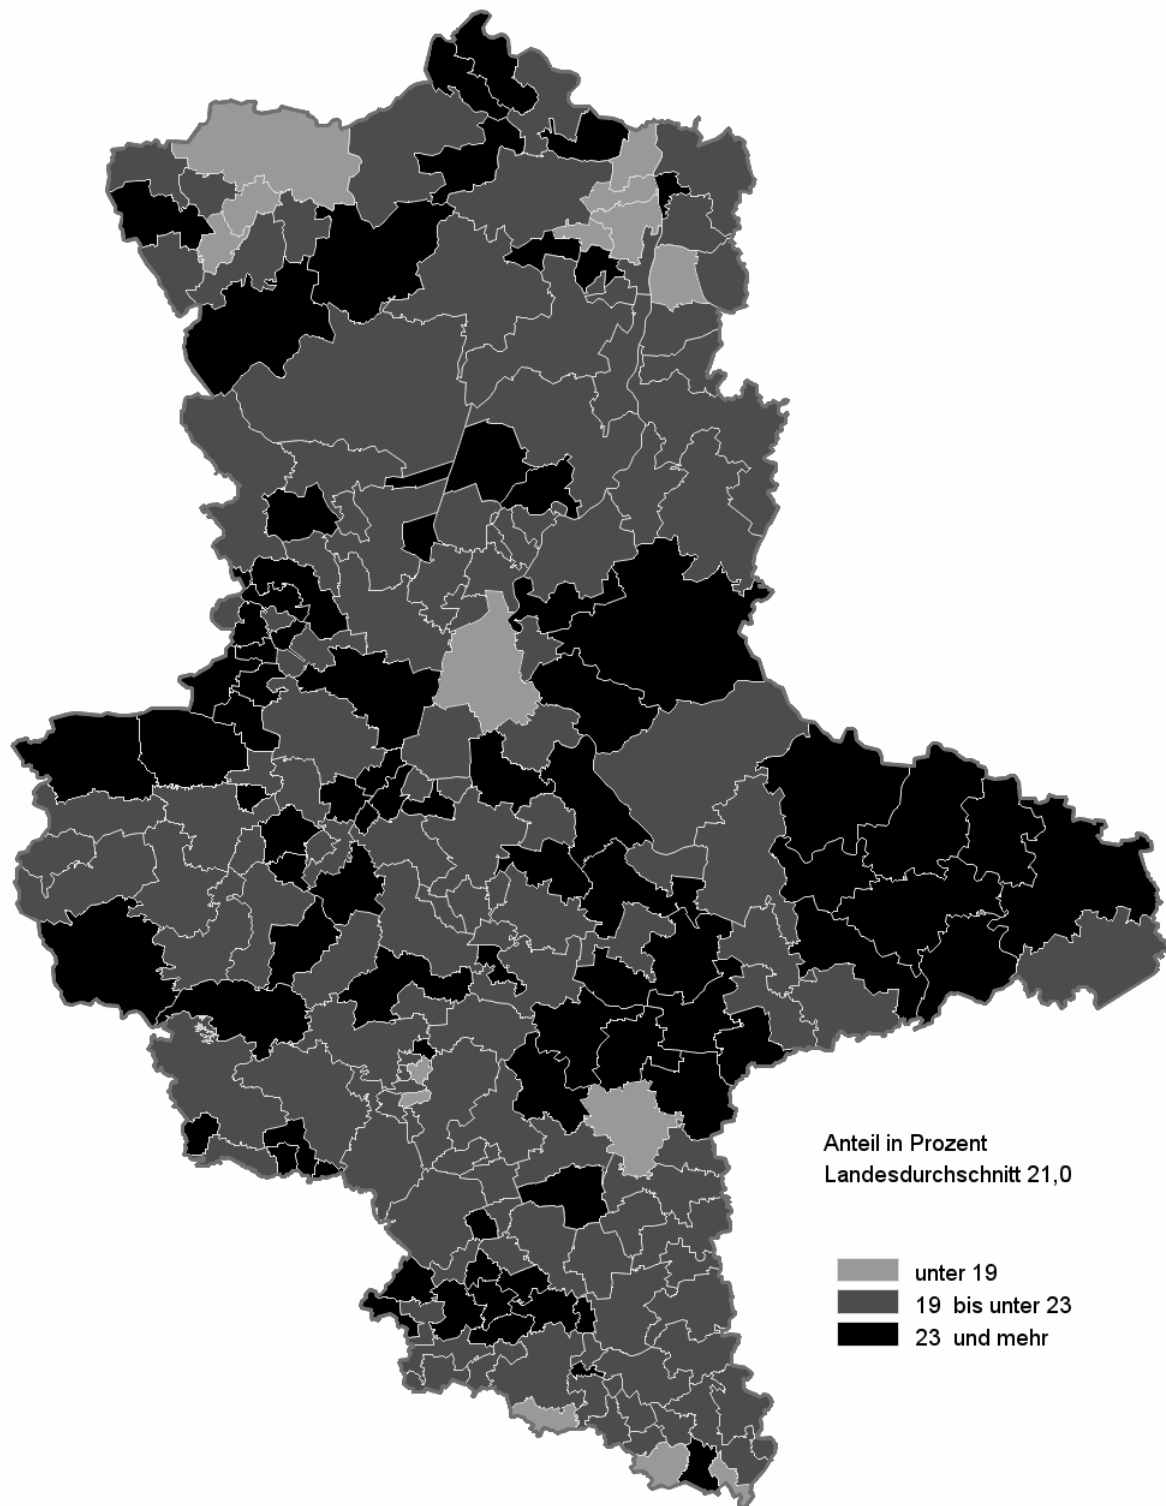 Anteil in Prozent
Landesdurchschnitt 21,0
unter 19
19 bis unter 23
23 und mehr